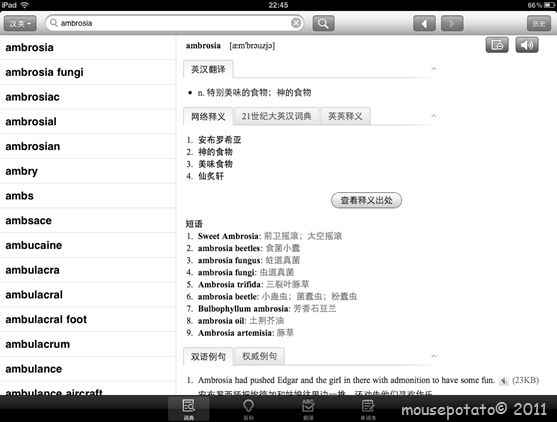 iPad 22:45 66%
汉英 ambrosia 历史
ambrosia
ambrosia fungi
ambrosiac
ambrosial
ambrosian
ambry
ambs
ambsace
ambucaine
ambulacra
ambulacral
ambulacral foot
ambulacrum
ambulance
ambulance aircraft
ambrosia [æm'brəuzjə]
英汉翻译
n. 特别美味的食物；神的食物
网络释义 21世纪大英汉词典 英英释义
1. 安布罗希亚
2. 神的食物
3. 美味食物
4. 仙炙轩
查看释义出处
短语
1. Sweet Ambrosia: 前卫摇滚；太空摇滚
2. ambrosia beetles: 食菌小蠹
3. ambrosia fungus: 蛀道真菌
4. ambrosia fungi: 虫道真菌
5. Ambrosia trifida: 三裂叶豚草
6. ambrosia beetle: 小蛊虫；菌蠹虫；粉蠹虫
7. Bulbophyllum ambrosia: 芳香石豆兰
8. ambrosia oil: 土荆芥油
9. Ambrosia artemisia: 豚草
双语例句 权威例句
1. Ambrosia had pushed Edgar and the girl in there with admonition to have some fun. (23KB)
词典 百科 翻译 单词本
mousepotato© 2011